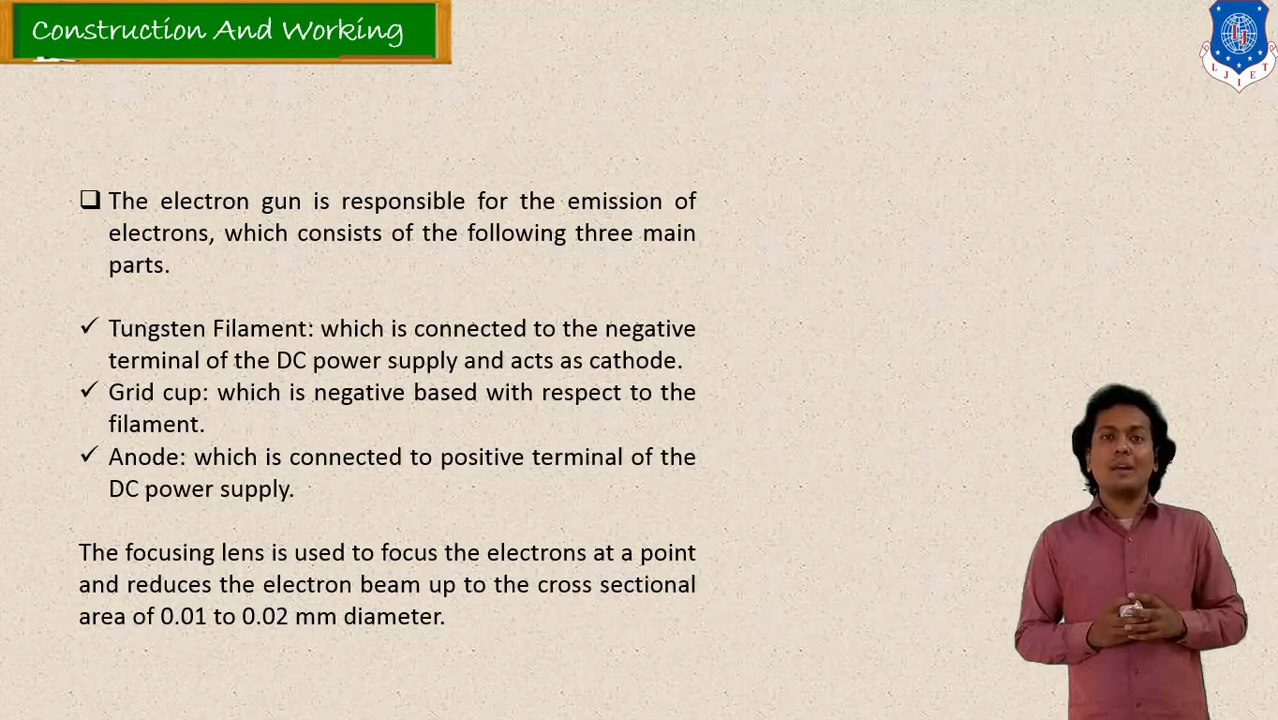 Construction And Working
LJIET
❑ The electron gun is responsible for the emission of
electrons, which consists of the following three main
parts.
✓ Tungsten Filament: which is connected to the negative
terminal of the DC power supply and acts as cathode.
✓ Grid cup: which is negative based with respect to the
filament.
✓ Anode: which is connected to positive terminal of the
DC power supply.
The focusing lens is used to focus the electrons at a point
and reduces the electron beam up to the cross sectional
area of 0.01 to 0.02 mm diameter.